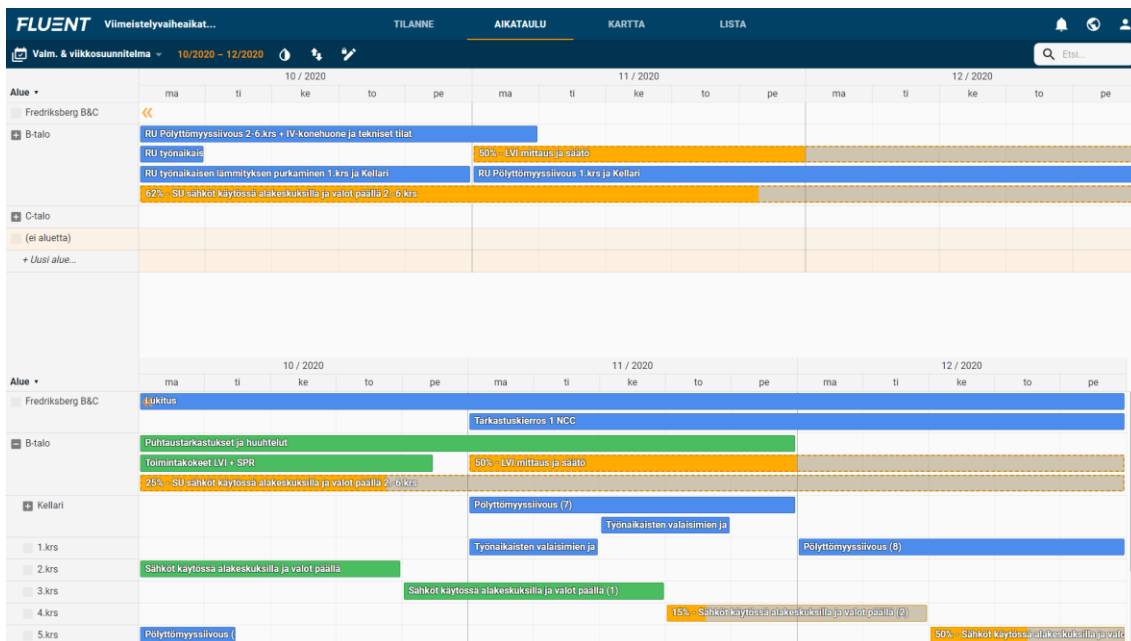 FLUENT Viimeistelyvaiheaikat... TILANNE AIKATAULU KARTTA LISTA
Valm. & viikkosuunnitelma 10/2020 – 12/2020 Etsi...
10 / 2020 11 / 2020 12 / 2020
Alue ma ti ke to pe ma ti ke to pe ma ti ke to pe
Fredriksberg B&C
B-talo RU Pölyttömyyssiivous 2-6.krs + IV-konehuone ja tekniset tilat
RU työnaikais 50% - LVI mittaus ja säätö
RU työnaikaisen lämmityksen purkaminen 1.krs ja Kellari RU Pölyttömyyssiivous 1.krs ja Kellari
62% - SU sähköt käytössä alakeskuksilla ja valot päällä 2.-6.krs
C-talo
(ei aluetta)
+ Uusi alue...
10 / 2020 11 / 2020 12 / 2020
Alue ma ti ke to pe ma ti ke to pe ma ti ke to pe
Fredriksberg B&C Lukitus
Tarkastuskierros 1 NCC
B-talo Puhtaustarkastukset ja huuhtelut
Toimintakokeet LVI + SPR 50% - LVI mittaus ja säätö
25% - SU sähköt käytössä alakeskuksilla ja valot päällä 2.-6.krs
Kellari Pölyttömyyssiivous (7)
Työnaikaisten valaisimien ja
1.krs Työnaikaisten valaisimien ja Pölyttömyyssiivous (8)
2.krs Sähköt käytössä alakeskuksilla ja valot päällä
3.krs Sähköt käytössä alakeskuksilla ja valot päällä (1)
4.krs 15% - Sähköt käytössä alakeskuksilla ja valot päällä (2)
5.krs Pölyttömyyssiivous ( 50% - Sähköt käytössä alakeskuksilla ja valo